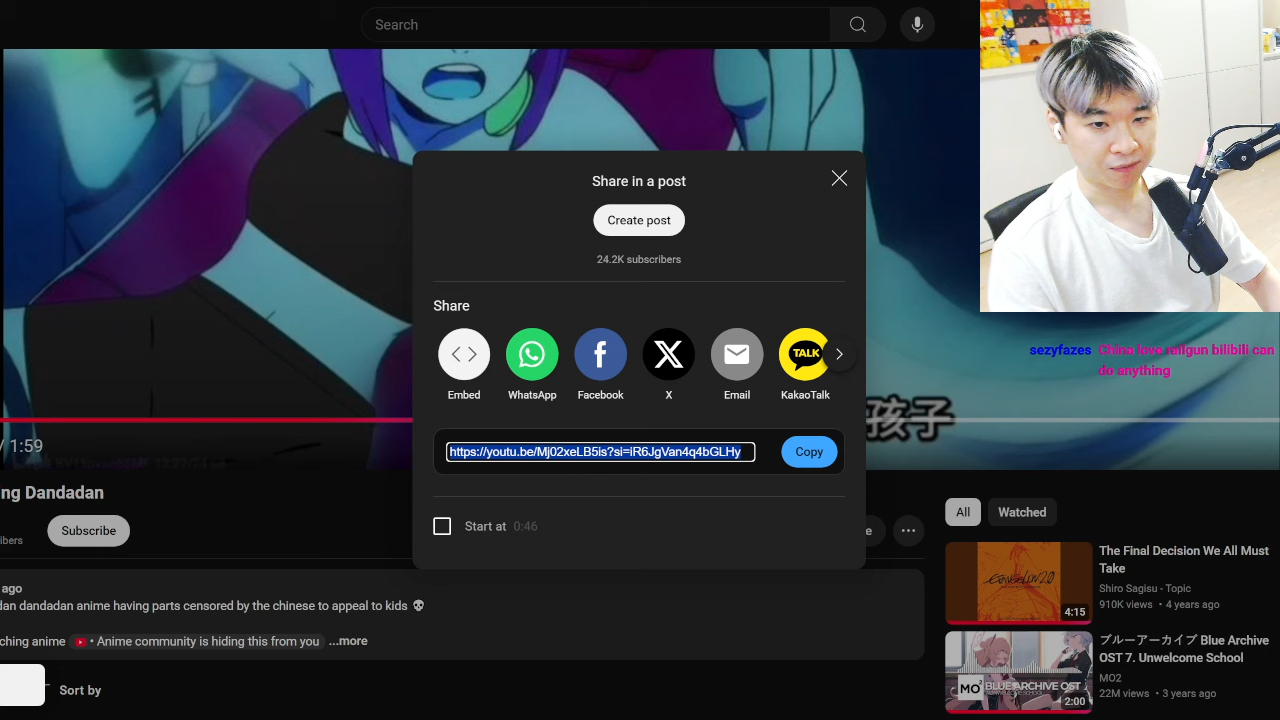 Search
Share in a post
Create post
24.2K subscribers
Share
Embed
WhatsApp
Facebook
X
Email
TALK
KakaoTalk
https://youtu.be/Mj02xeLB5is?si=iR6JgVan4q4bGLHy
Copy
Start at 0:46
sezyfazes China love railgun bilibili can
do anything
孩子
/ 1:59
ng Dandadan
ibers
Subscribe
e
ago
dan dandadan anime having parts censored by the chinese to appeal to kids 💀
ching anime • Anime community is hiding this from you ...more
Sort by
All
Watched
The Final Decision We All Must
Take
Shiro Sagisu - Topic
910K views • 4 years ago
EVANGELION 2.0
4:15
ブルーアーカイブ Blue Archive
OST 7. Unwelcome School
MO2
22M views • 3 years ago
MO² BLUE ARCHIVE OST
2:00